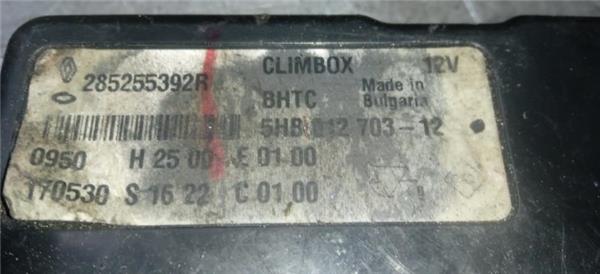 285255392R CLIMBOX 12V
BHTC Made in Bulgaria
5HB 012 703-12
0950 H 25 00 E 01 00
170530 S 16 22 C 01 00